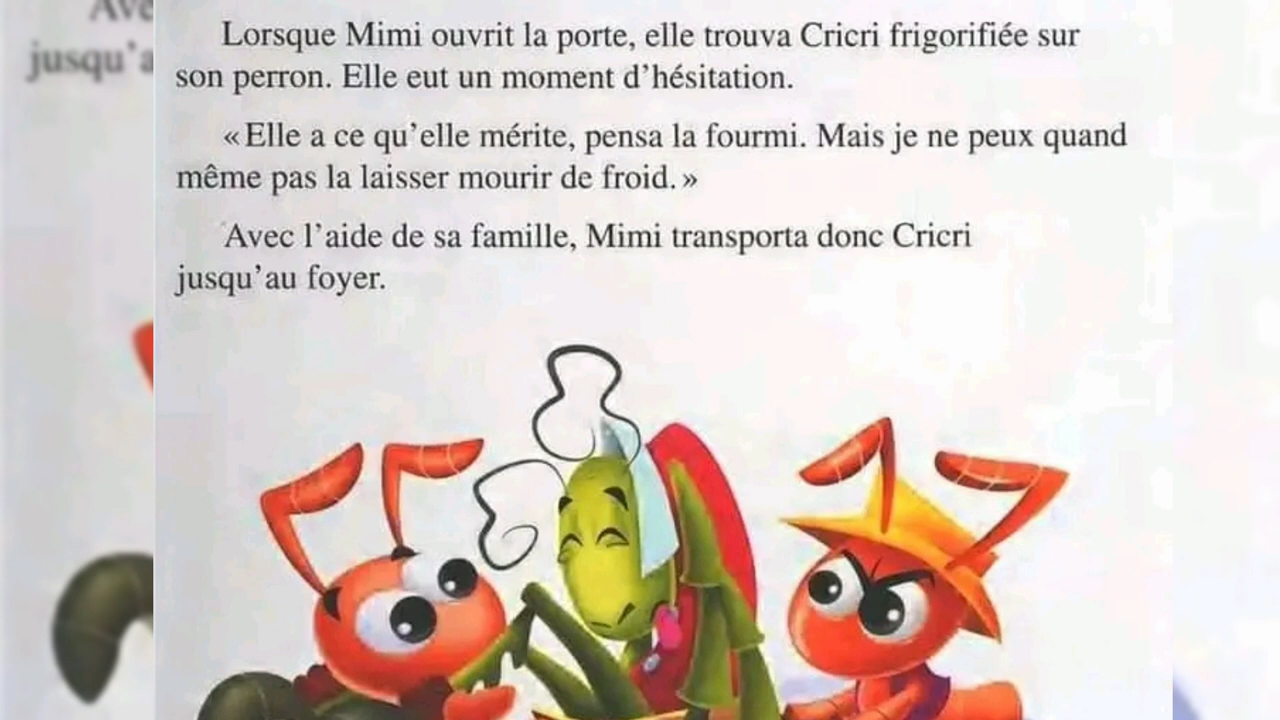 Lorsque Mimi ouvrit la porte, elle trouva Cricri frigorifiée sur
son perron. Elle eut un moment d'hésitation.
« Elle a ce qu'elle mérite, pensa la fourmi. Mais je ne peux quand
même pas la laisser mourir de froid. »
Avec l'aide de sa famille, Mimi transporta donc Cricri
jusqu'au foyer.